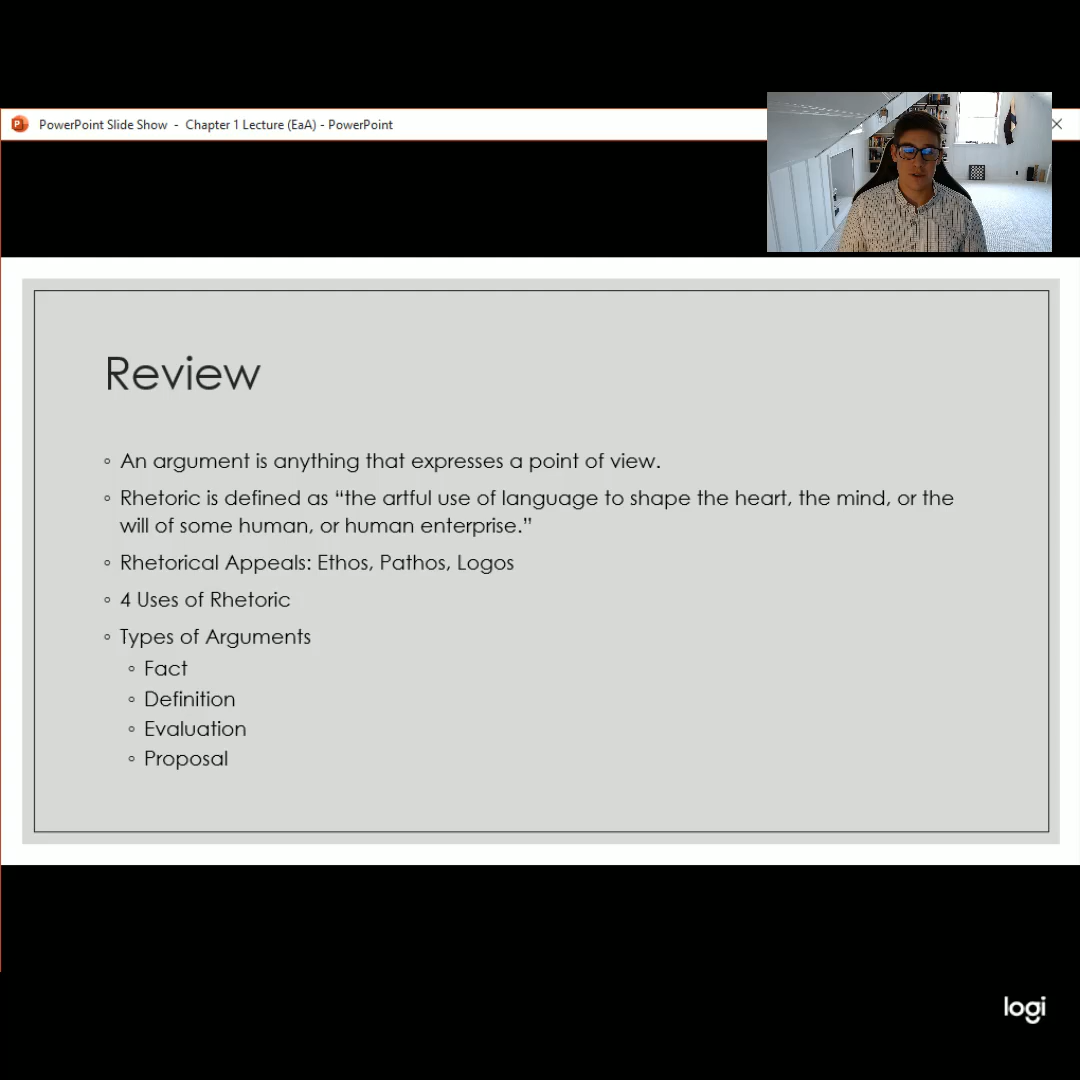 PowerPoint Slide Show - Chapter 1 Lecture (EaA) - PowerPoint
Review
◦ An argument is anything that expresses a point of view.
◦ Rhetoric is defined as “the artful use of language to shape the heart, the mind, or the
will of some human, or human enterprise.”
◦ Rhetorical Appeals: Ethos, Pathos, Logos
◦ 4 Uses of Rhetoric
◦ Types of Arguments
◦ Fact
◦ Definition
◦ Evaluation
◦ Proposal
logi